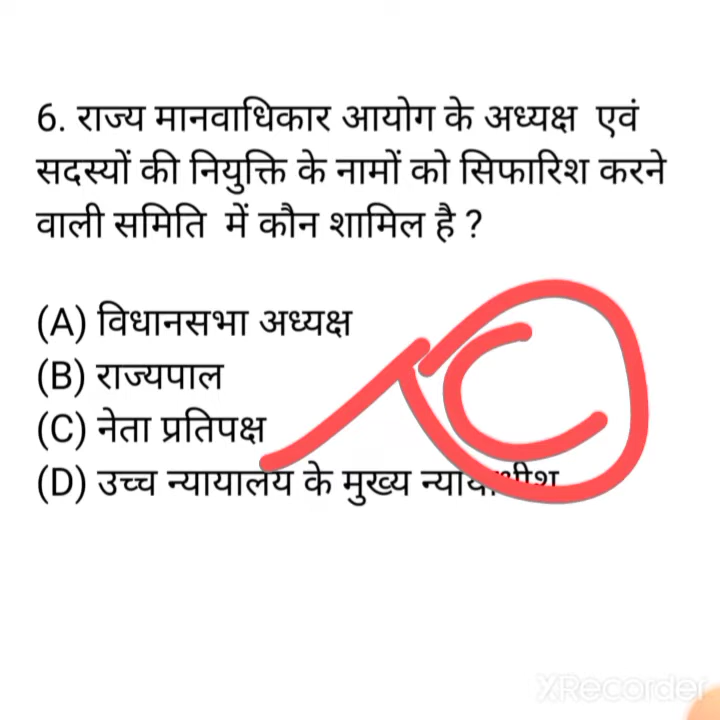 6. राज्य मानवाधिकार आयोग के अध्यक्ष एवं
सदस्यों की नियुक्ति के नामों को सिफारिश करने
वाली समिति में कौन शामिल है ?
(A) विधानसभा अध्यक्ष
(B) राज्यपाल
(C) नेता प्रतिपक्ष
(D) उच्च न्यायालय के मुख्य न्यायाधीश
C
XRecorder